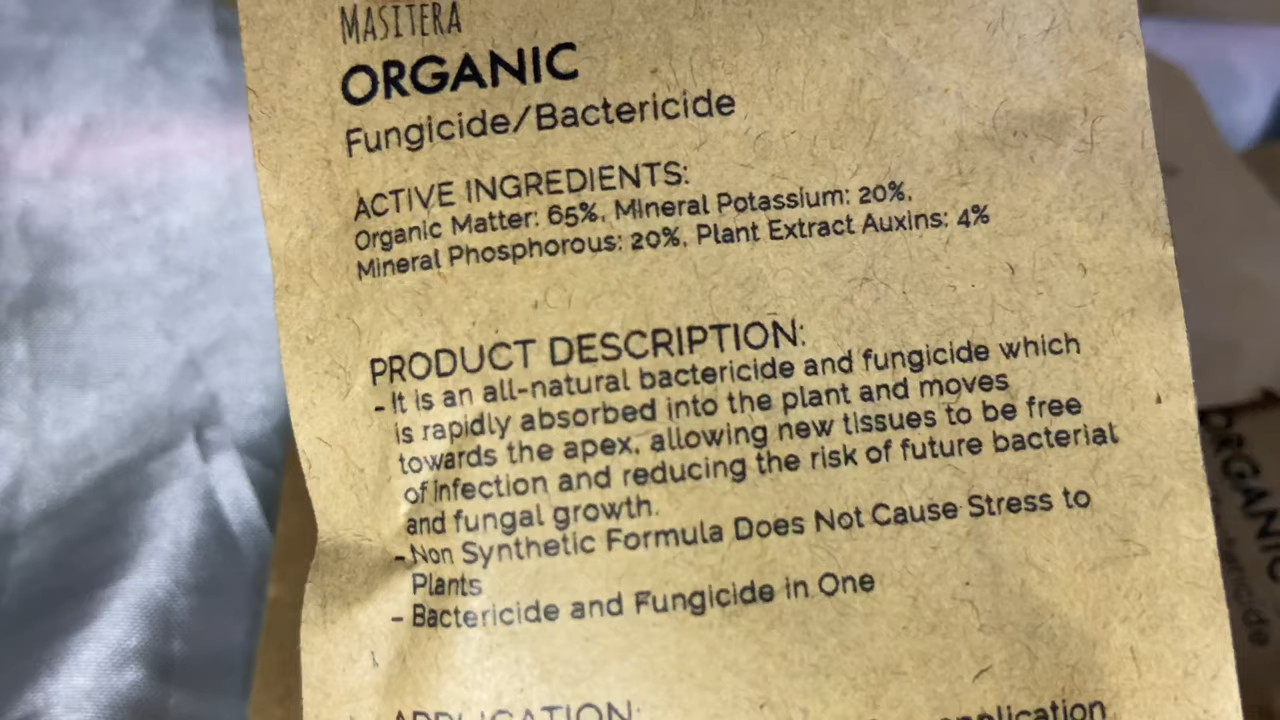 MASITERA
ORGANIC
Fungicide/Bactericide
ACTIVE INGREDIENTS:
Organic Matter: 65%, Mineral Potassium: 20%,
Mineral Phosphorous: 20%, Plant Extract Auxins: 4%
PRODUCT DESCRIPTION:
- It is an all-natural bactericide and fungicide which
is rapidly absorbed into the plant and moves
towards the apex, allowing new tissues to be free
of infection and reducing the risk of future bacterial
and fungal growth.
- Non Synthetic Formula Does Not Cause Stress to
Plants
- Bactericide and Fungicide in One
APPLICATION:
application
ORGANIC